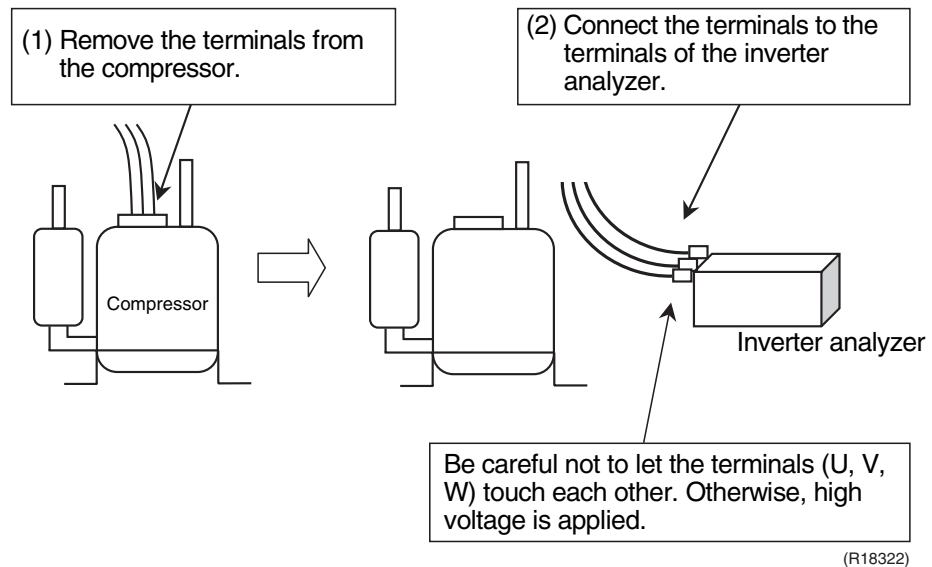 (1) Remove the terminals from
the compressor.
(2) Connect the terminals to the
terminals of the inverter
analyzer.
Compressor
Inverter analyzer
Be careful not to let the terminals (U, V,
W) touch each other. Otherwise, high
voltage is applied.
(R18322)